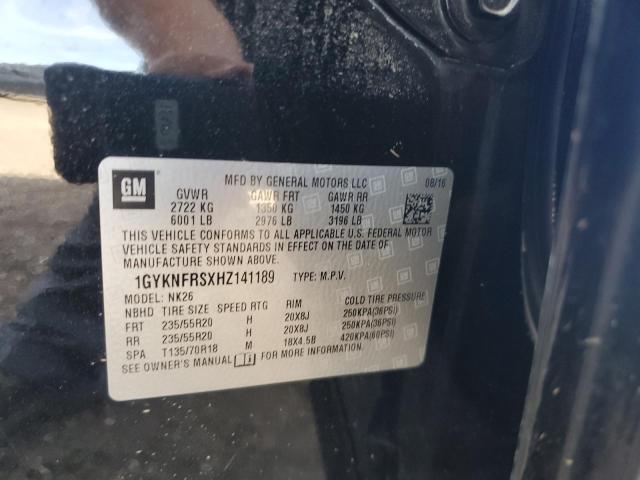 GM
MFD BY GENERAL MOTORS LLC 08/16
GVWR GAWR FRT GAWR RR
2722 KG 1350 KG 1450 KG
6001 LB 2976 LB 3196 LB
THIS VEHICLE CONFORMS TO ALL APPLICABLE U.S. FEDERAL MOTOR
VEHICLE SAFETY STANDARDS IN EFFECT ON THE DATE OF
MANUFACTURE SHOWN ABOVE.
1GYKNFRSXHZ141189 TYPE: M.P.V.
MODEL: NK26
NBHD TIRE SIZE SPEED RTG RIM COLD TIRE PRESSURE
FRT 235/55R20 H 20X8J 250KPA(36PSI)
RR 235/55R20 H 20X8J 250KPA(36PSI)
SPA T135/70R18 M 18X4.5B 420KPA(60PSI)
SEE OWNER'S MANUAL FOR MORE INFORMATION.